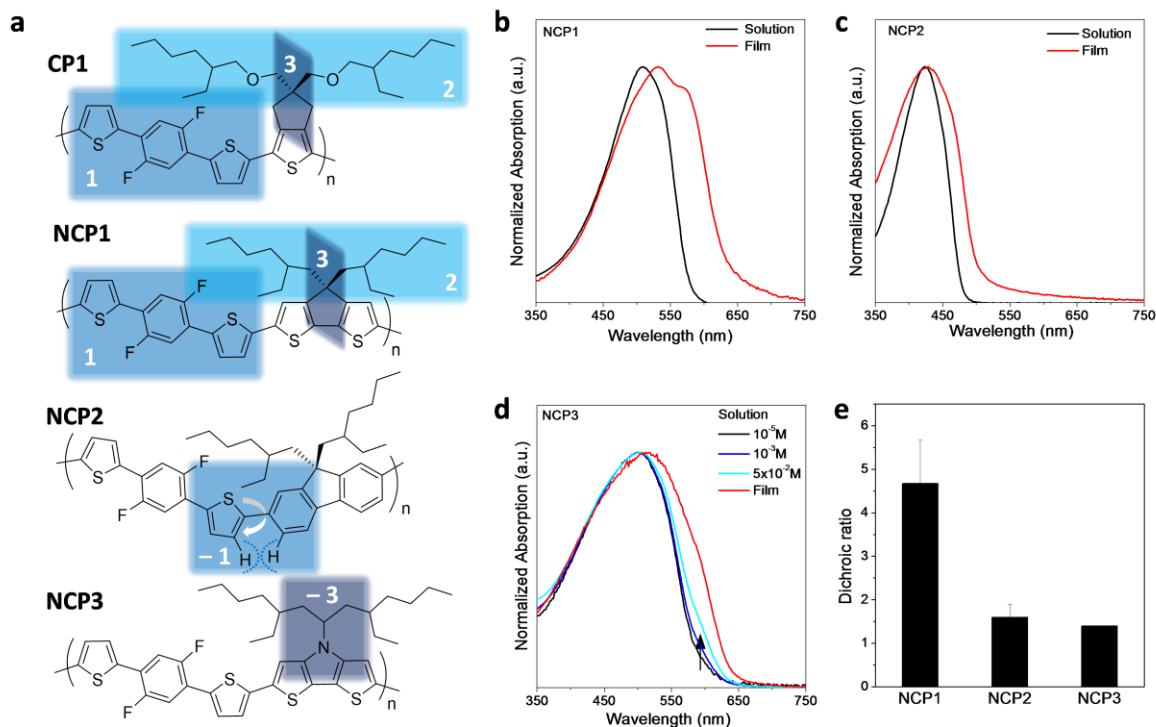 a
CP1
3
O
O
2
S
F
F
S
S
n
1
NCP1
3
2
S
F
F
S
S
S
n
1
NCP2
S
F
F
S
n
– 1
H
H
NCP3
– 3
S
F
F
S
N
S
S
n
b
NCP1
Solution
Film
Normalized Absorption (a.u.)
350 450 550 650 750
Wavelength (nm)
c
NCP2
Solution
Film
Normalized Absorption (a.u.)
350 450 550 650 750
Wavelength (nm)
d
NCP3
Solution
10⁻⁵M
10⁻³M
5x10⁻²M
Film
Normalized Absorption (a.u.)
350 450 550 650 750
Wavelength (nm)
e
Dichroic ratio
6
5
4
3
2
1
0
NCP1 NCP2 NCP3